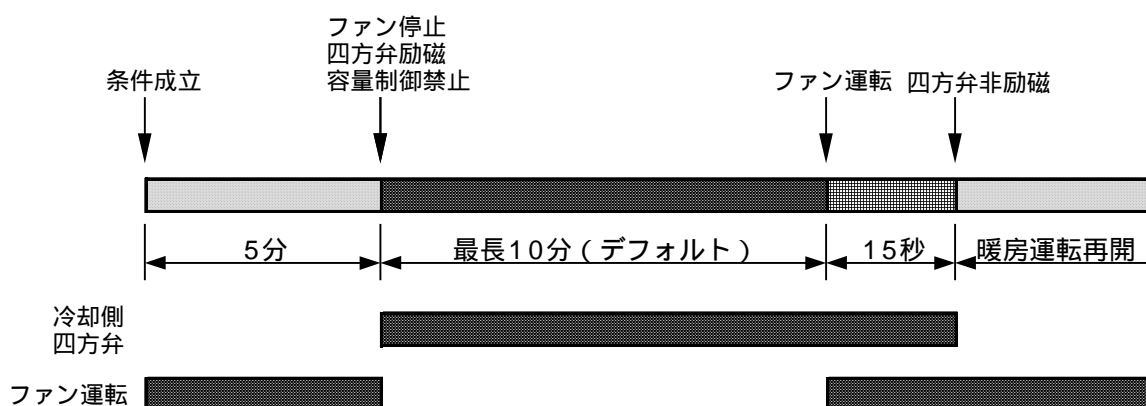 ファン停止
四方弁励磁
容量制御禁止
条件成立
ファン運転
四方弁非励磁
5分
最長10分(デフォルト)
15秒
暖房運転再開
冷却側
四方弁
ファン運転